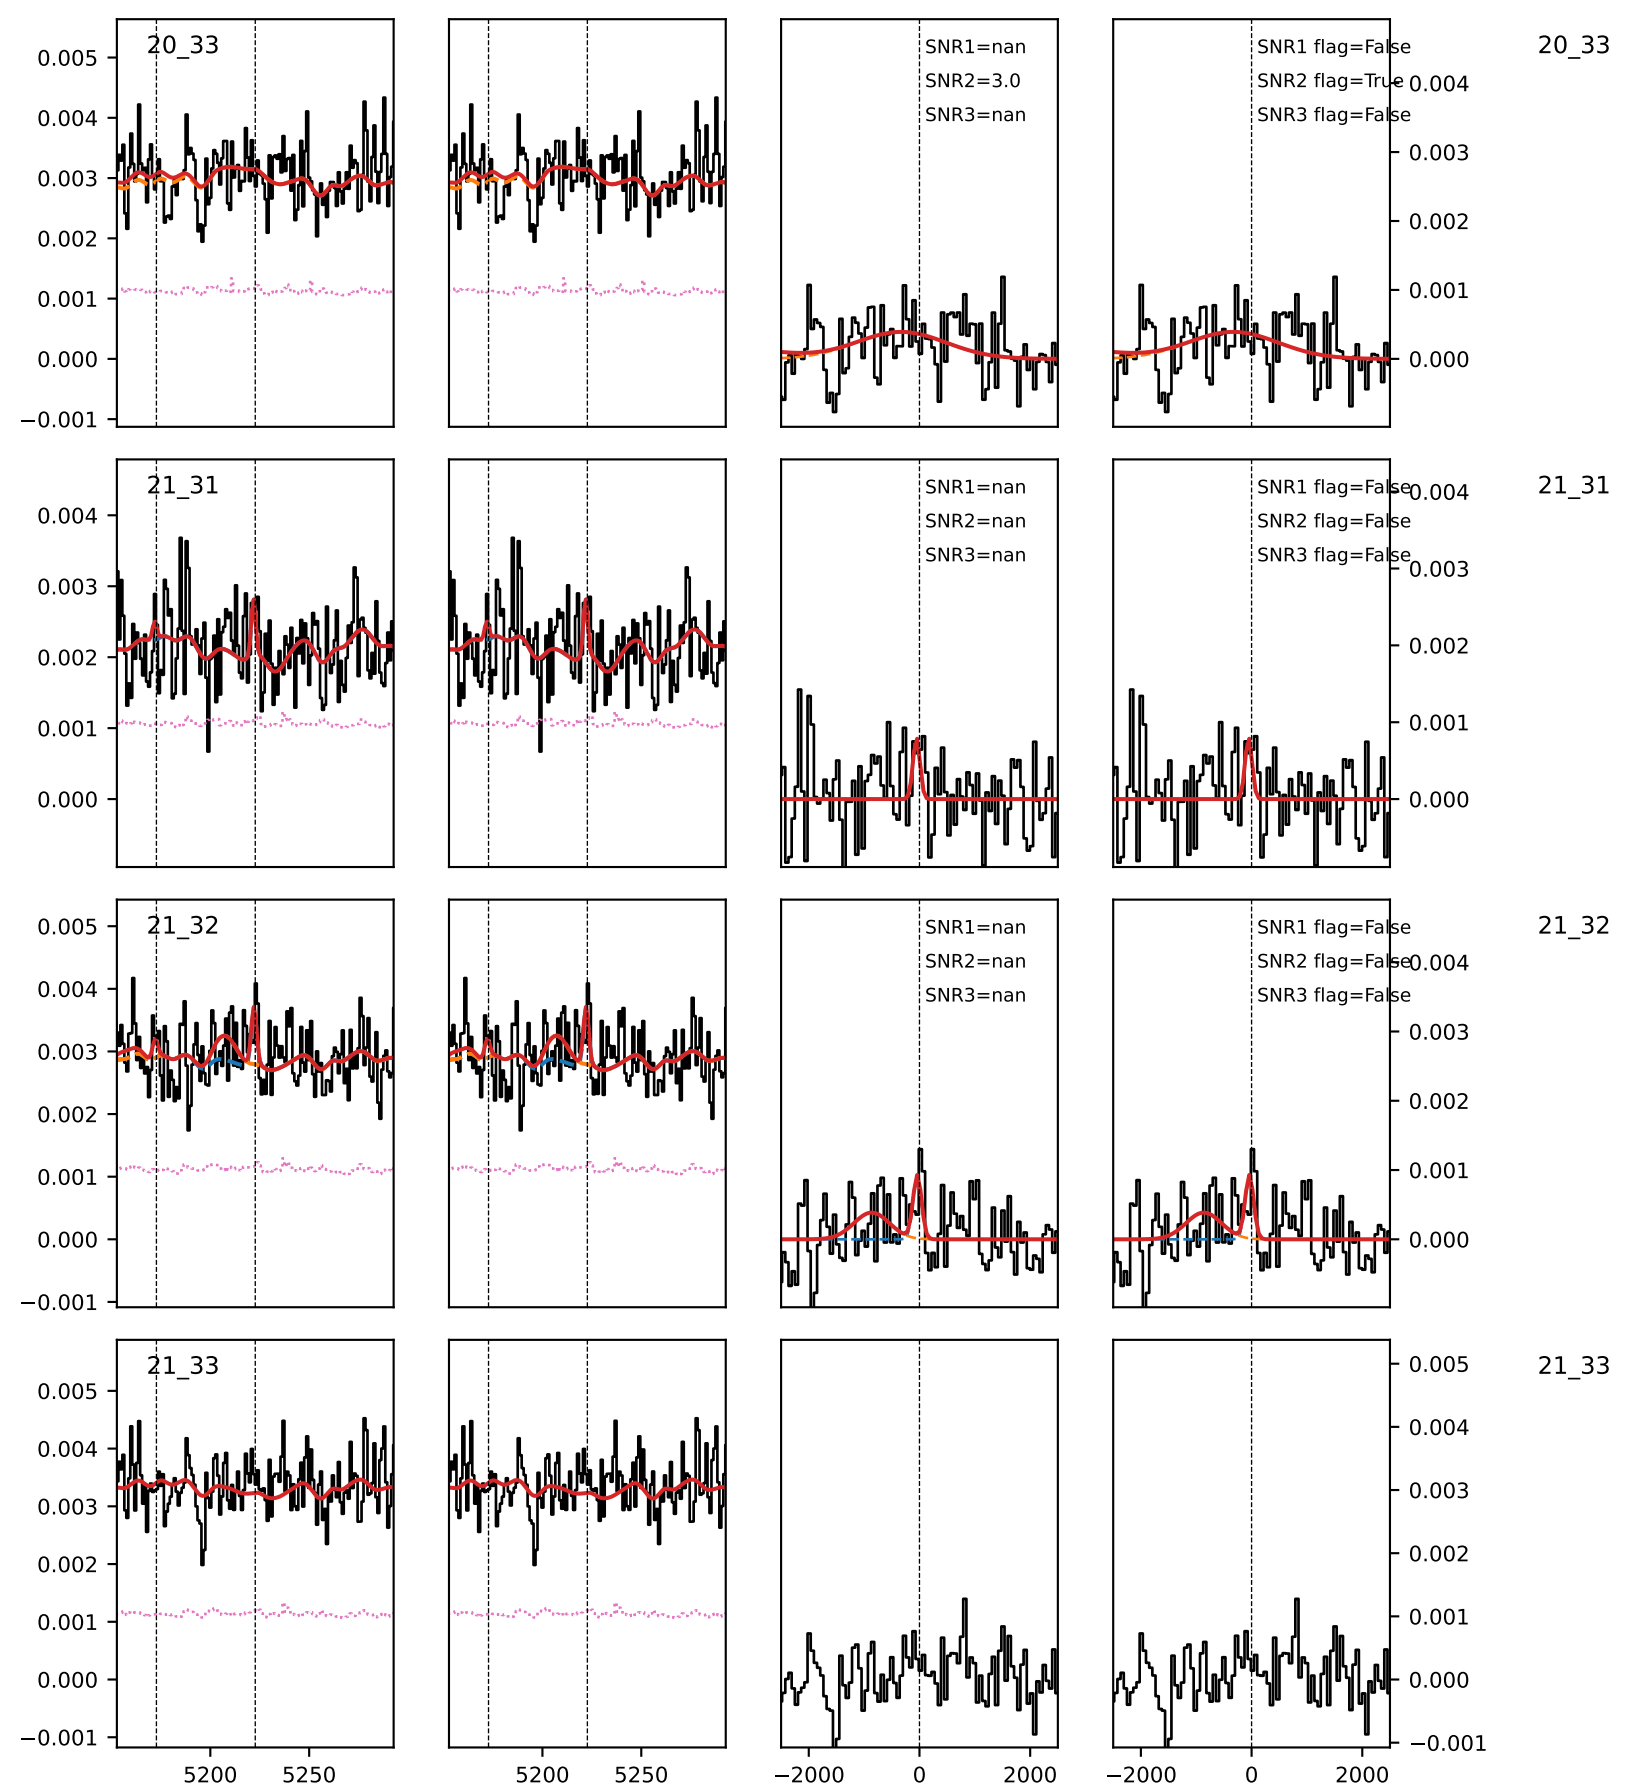 20_33
SNR1=nan
SNR2=3.0
SNR3=nan
SNR1 flag=False
SNR2 flag=True
SNR3 flag=False
20_33
0.005
0.004
0.003
0.002
0.001
0.000
−0.001
0.004
0.003
0.002
0.001
0.000
21_31
SNR1=nan
SNR2=nan
SNR3=nan
SNR1 flag=False
SNR2 flag=False
SNR3 flag=False
21_31
0.004
0.003
0.002
0.001
0.000
0.004
0.003
0.002
0.001
0.000
21_32
SNR1=nan
SNR2=nan
SNR3=nan
SNR1 flag=False
SNR2 flag=False
SNR3 flag=False
21_32
0.005
0.004
0.003
0.002
0.001
0.000
−0.001
0.004
0.003
0.002
0.001
0.000
21_33
21_33
0.005
0.004
0.003
0.002
0.001
0.000
−0.001
0.005
0.004
0.003
0.002
0.001
0.000
−0.001
5200 5250
5200 5250
−2000 0 2000
−2000 0 2000